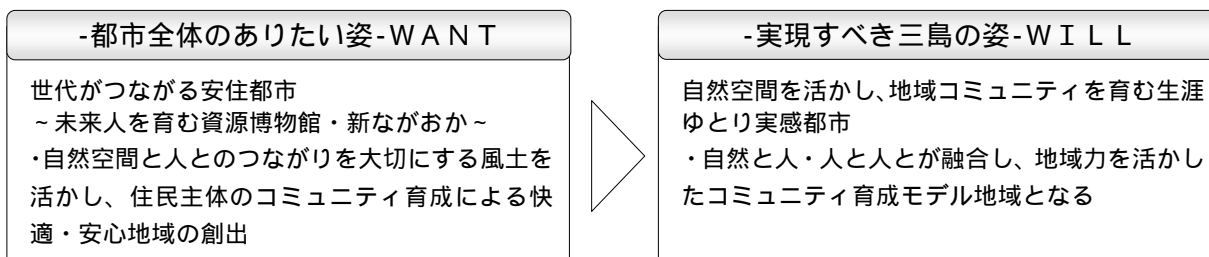 -都市全体のありたい姿-ＷＡＮＴ
世代がつながる安住都市
～未来人を育む資源博物館・新ながおか～
・自然空間と人とのつながりを大切にする風土を
活かし、住民主体のコミュニティ育成による快
適・安心地域の創出
-実現すべき三島の姿-ＷＩＬＬ
自然空間を活かし、地域コミュニティを育む生涯
ゆとり実感都市
・自然と人・人と人とが融合し、地域力を活かし
たコミュニティ育成モデル地域となる